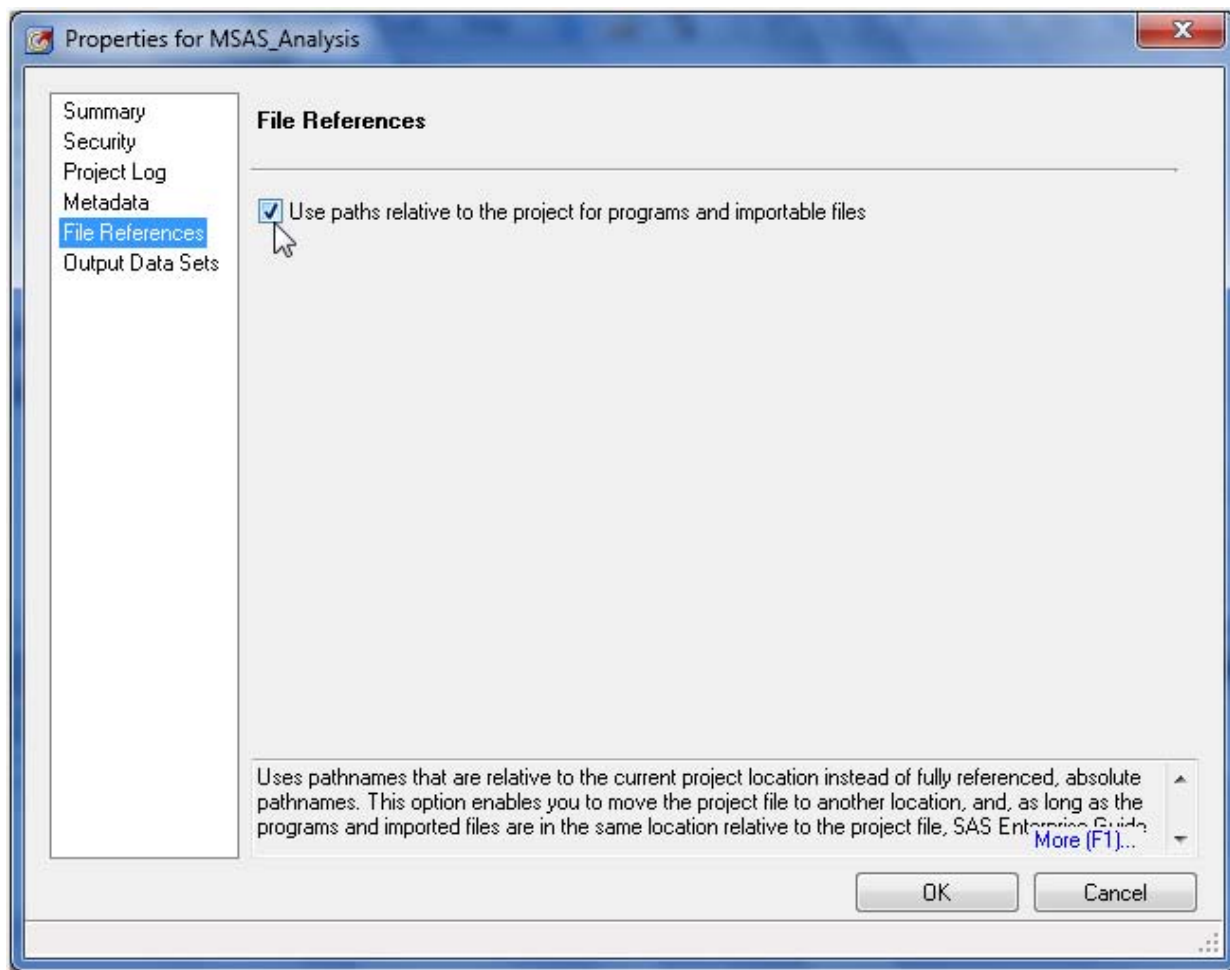 Properties for MSAS_Analysis
Summary
Security
Project Log
Metadata
File References
Output Data Sets
File References
Use paths relative to the project for programs and importable files
Uses pathnames that are relative to the current project location instead of fully referenced, absolute
pathnames. This option enables you to move the project file to another location, and, as long as the
programs and imported files are in the same location relative to the project file, SAS Enterprise Guide
More (F1)...
OK
Cancel